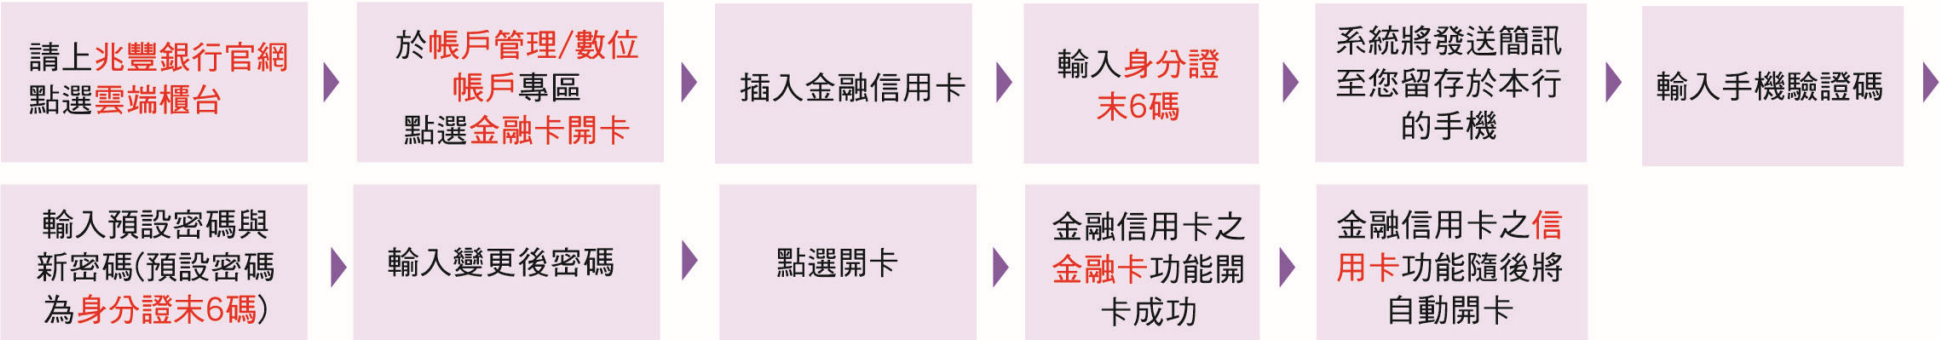 請上兆豐銀行官網
點選雲端櫃台
於帳戶管理/數位
帳戶專區
點選金融卡開卡
插入金融信用卡
輸入身分證
末6碼
系統將發送簡訊
至您留存於本行
的手機
輸入手機驗證碼
輸入預設密碼與
新密碼(預設密碼
為身分證末6碼)
輸入變更後密碼
點選開卡
金融信用卡之
金融卡功能開
卡成功
金融信用卡之信
用卡功能隨後將
自動開卡